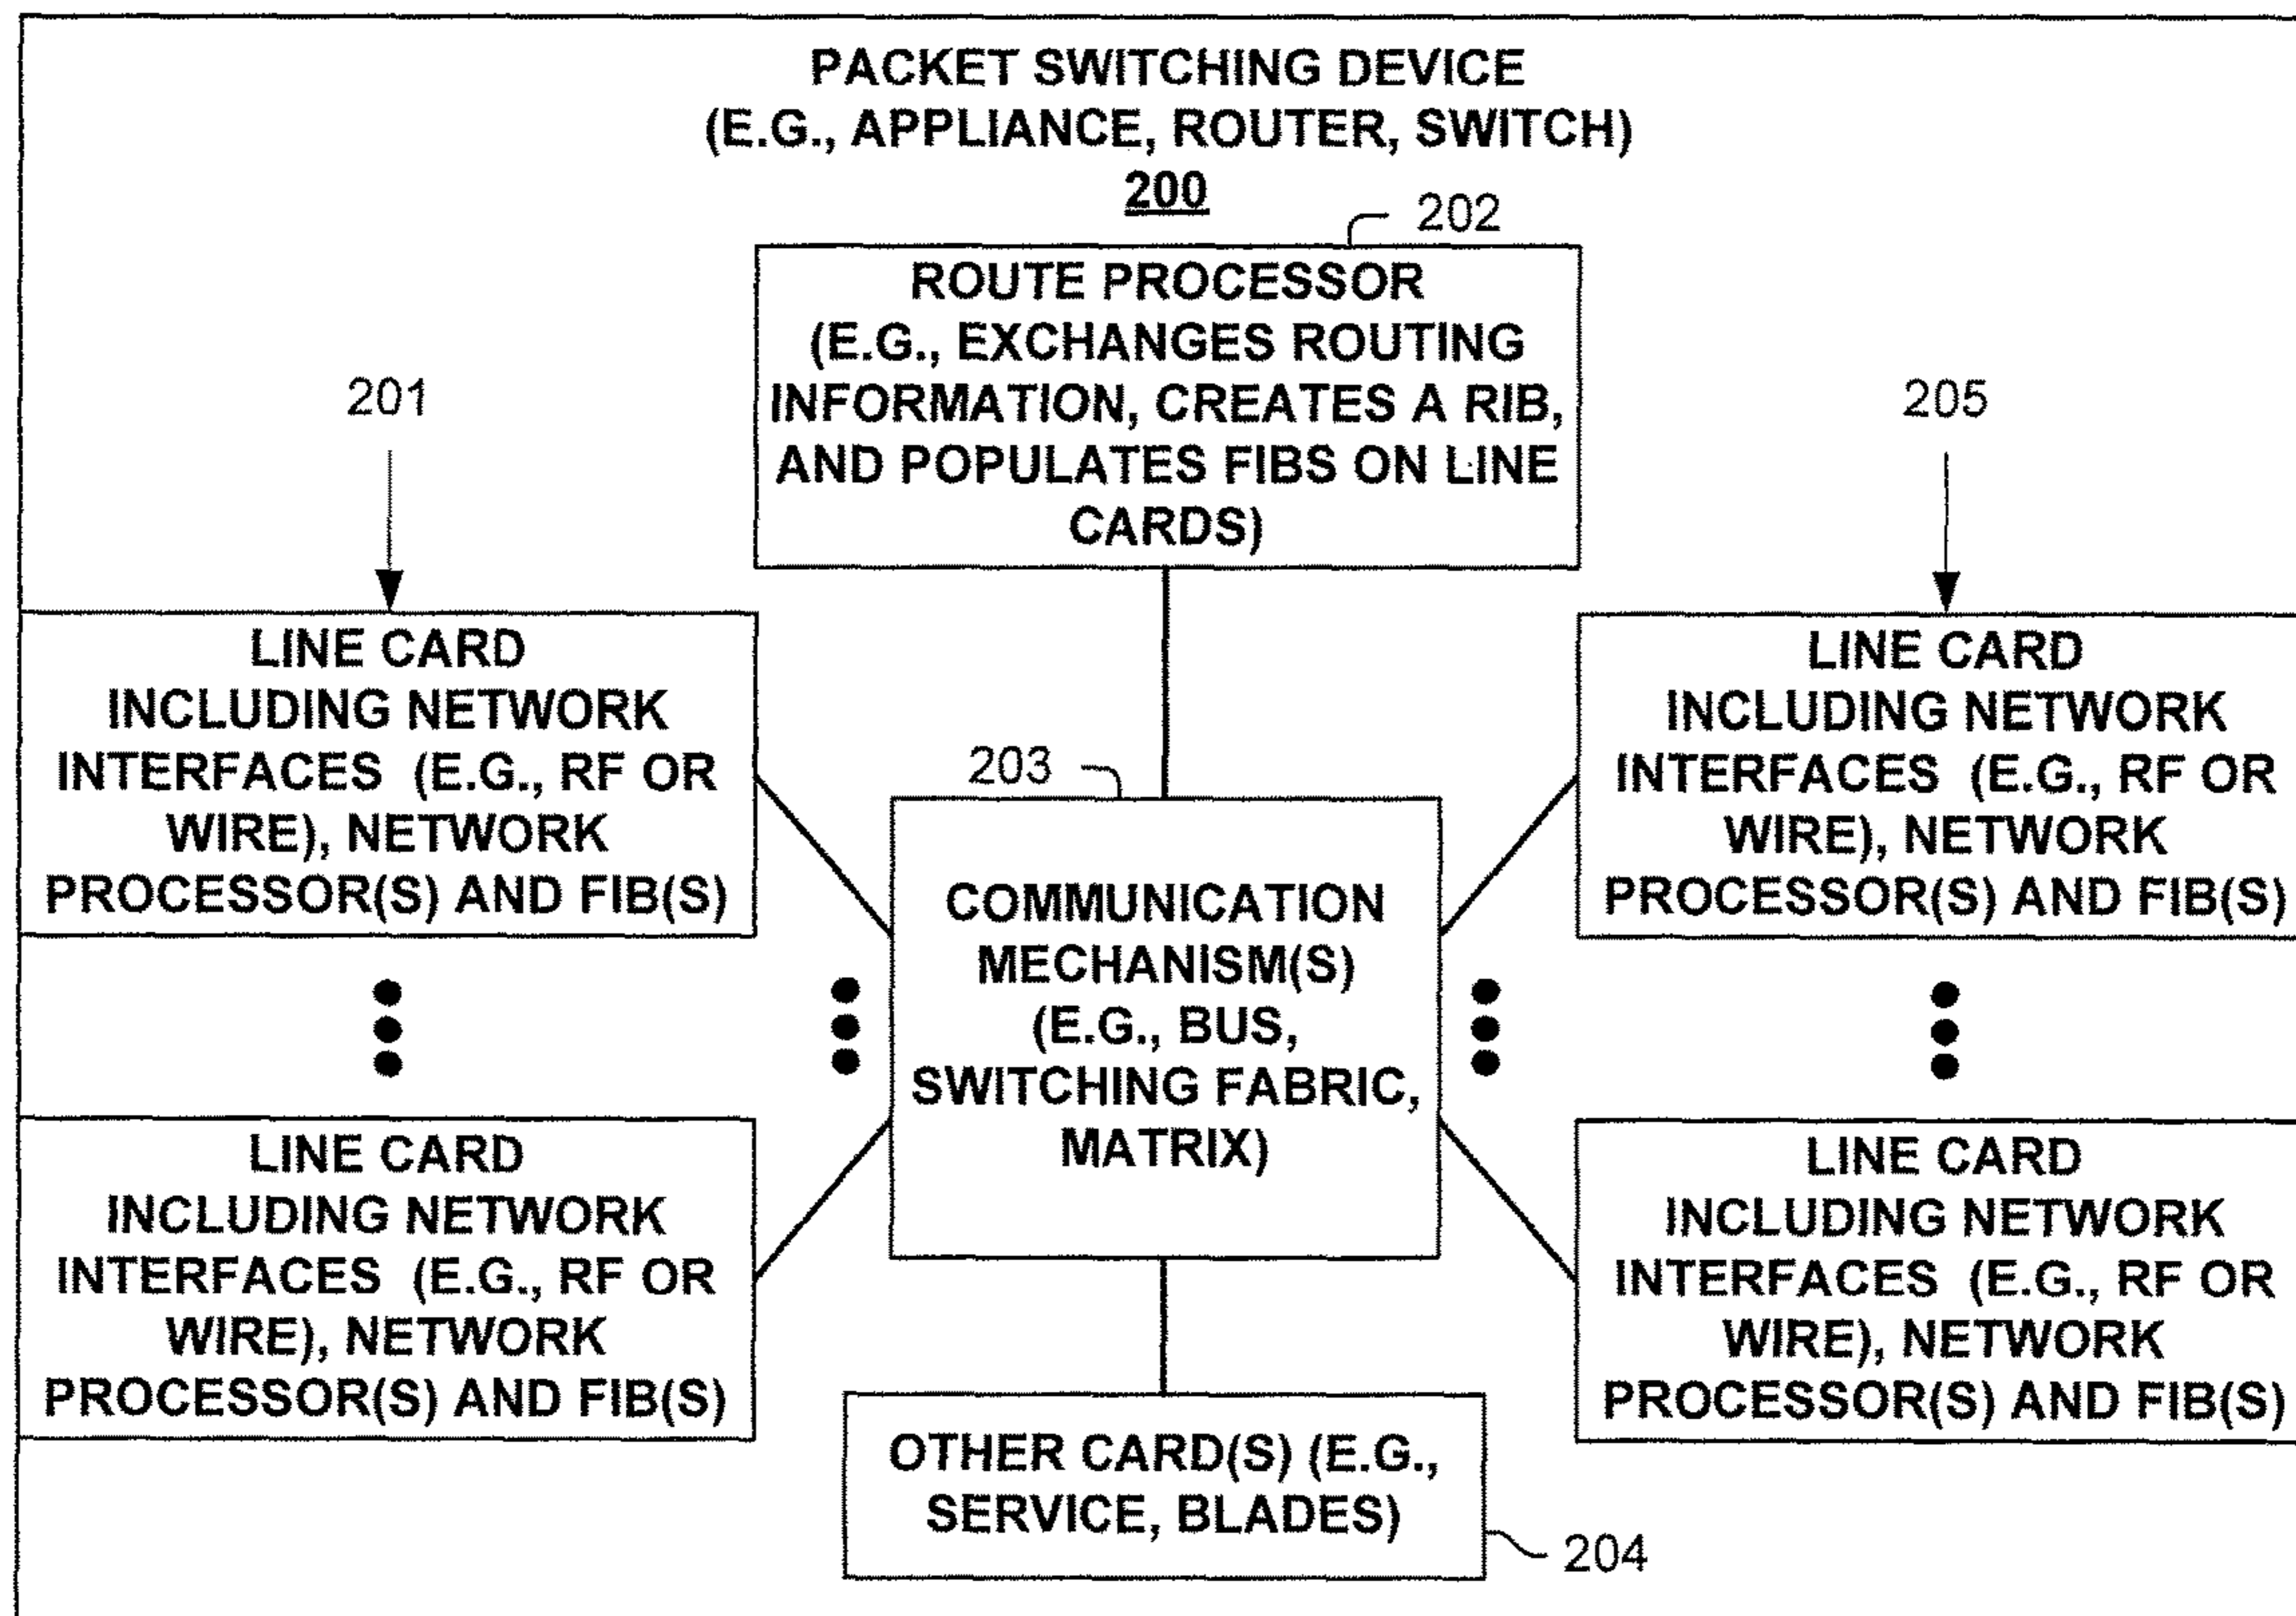 PACKET SWITCHING DEVICE
(E.G., APPLIANCE, ROUTER, SWITCH)
200
202
ROUTE PROCESSOR
(E.G., EXCHANGES ROUTING
INFORMATION, CREATES A RIB,
AND POPULATES FIBS ON LINE
CARDS)
201
205
LINE CARD
INCLUDING NETWORK
INTERFACES (E.G., RF OR
WIRE), NETWORK
PROCESSOR(S) AND FIB(S)
LINE CARD
INCLUDING NETWORK
INTERFACES (E.G., RF OR
WIRE), NETWORK
PROCESSOR(S) AND FIB(S)
203
COMMUNICATION
MECHANISM(S)
(E.G., BUS,
SWITCHING FABRIC,
MATRIX)
LINE CARD
INCLUDING NETWORK
INTERFACES (E.G., RF OR
WIRE), NETWORK
PROCESSOR(S) AND FIB(S)
LINE CARD
INCLUDING NETWORK
INTERFACES (E.G., RF OR
WIRE), NETWORK
PROCESSOR(S) AND FIB(S)
OTHER CARD(S) (E.G.,
SERVICE, BLADES)
204